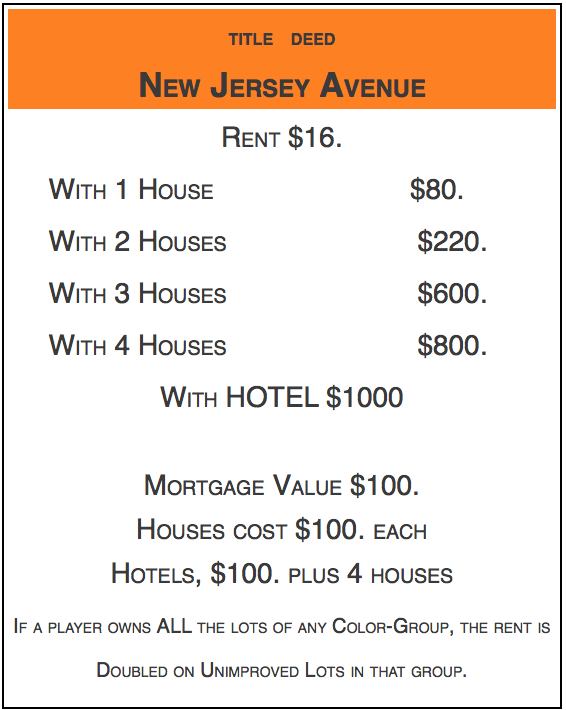 TITLE DEED
NEW JERSEY AVENUE
RENT $16.
WITH 1 HOUSE $80.
WITH 2 HOUSES $220.
WITH 3 HOUSES $600.
WITH 4 HOUSES $800.
WITH HOTEL $1000
MORTGAGE VALUE $100.
HOUSES COST $100. EACH
HOTELS, $100. PLUS 4 HOUSES
IF A PLAYER OWNS ALL THE LOTS OF ANY COLOR-GROUP, THE RENT IS
DOUBLED ON UNIMPROVED LOTS IN THAT GROUP.